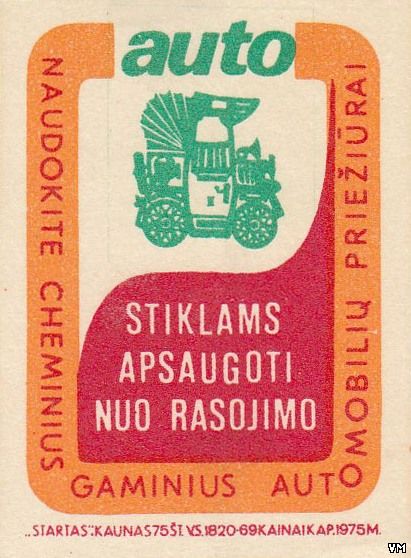 auto
NAUDOKITE CHEMINIUS GAMINIUS AUTOMOBILIŲ PRIEŽIŪRAI
STIKLAMS
APSAUGOTI
NUO RASOJIMO
„STARTAS“. KAUNAS 75 ŠT. VS. 1820-69 KAINA 1 KAP. 1975 M.
VM